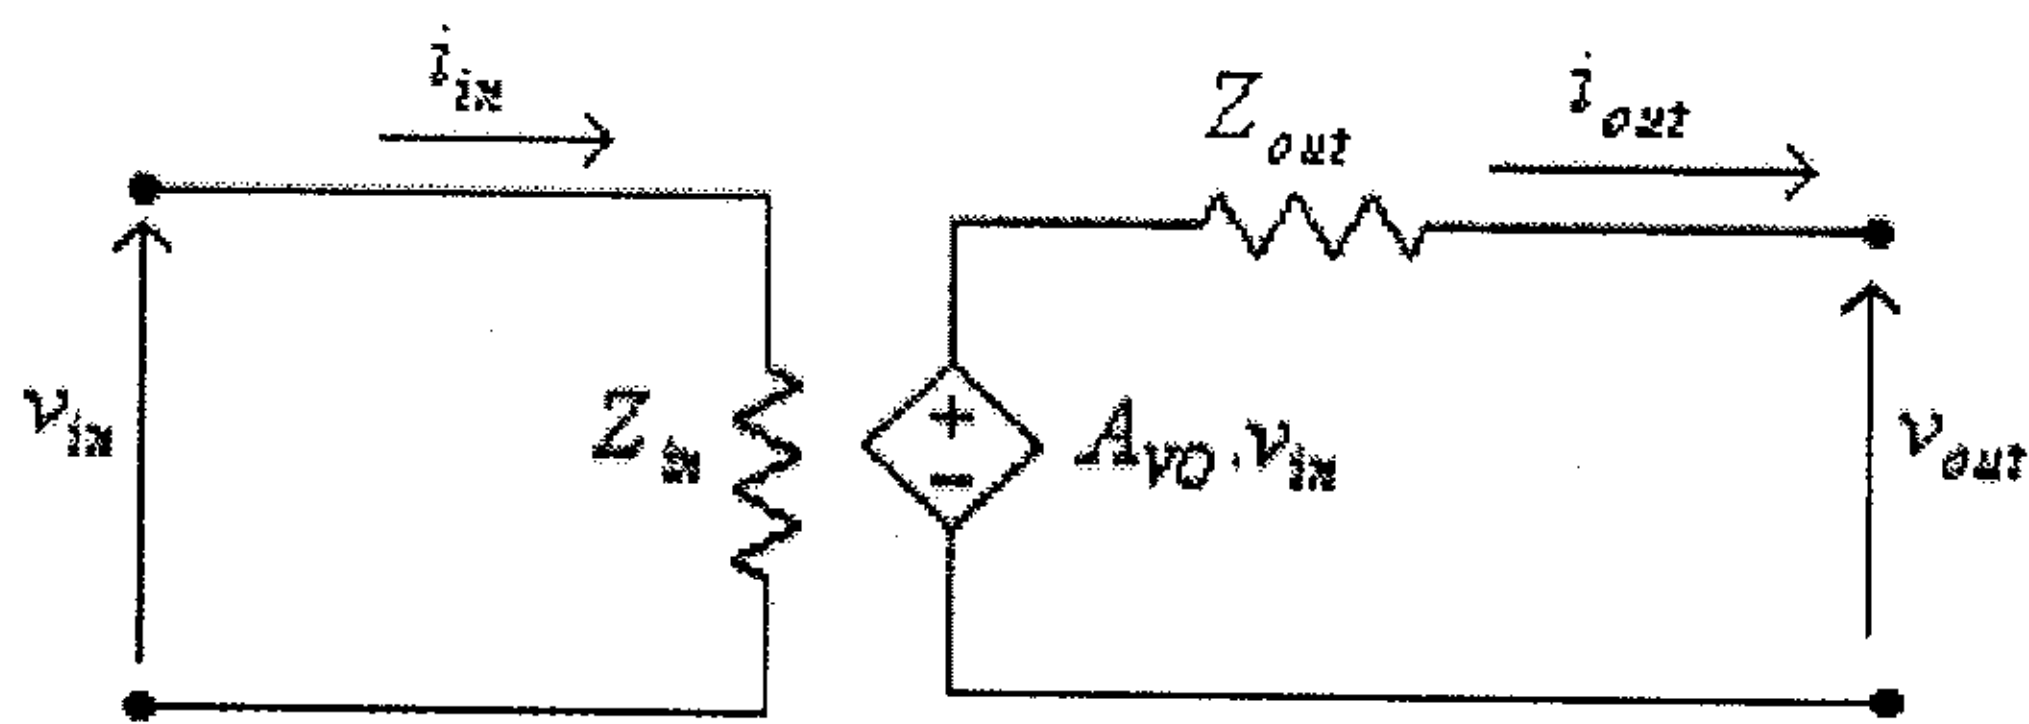 i_in
Z_out
i_out
v_in
Z_in
+
−
A_VO · v_in
v_out